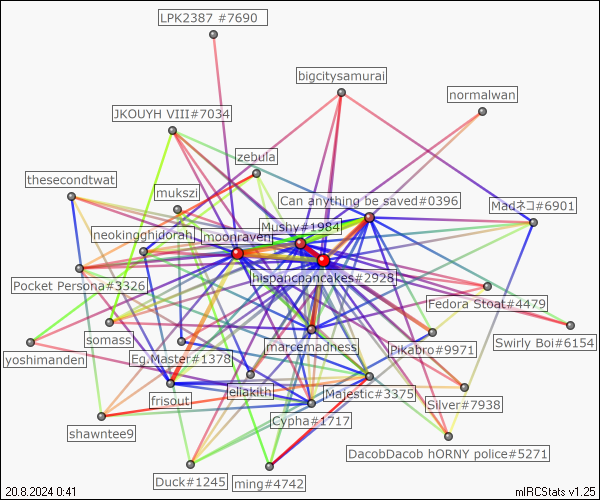 LPK2387 #7690
bigcitysamurai
normalwan
JKOUYH VIII#7034
zebula
thesecondtwat
mukszi
Can anything be saved#0396
Madネコ#6901
Mushy#1984
neokinghidorah
moonraven
hispancpancakes#2928
Pocket Persona#3326
Fedora Stoat#4479
somass
marcemadness
Pikabro#9971
Swirly Boi#6154
yoshimanden
Eg.Master#1378
eliakith
Majestic#3375
frisout
Silver#7938
Cypha#1717
shawntee9
DacobDacob hORNY police#5271
Duck#1245
ming#4742
20.8.2024 0:41
mIRCStats v1.25